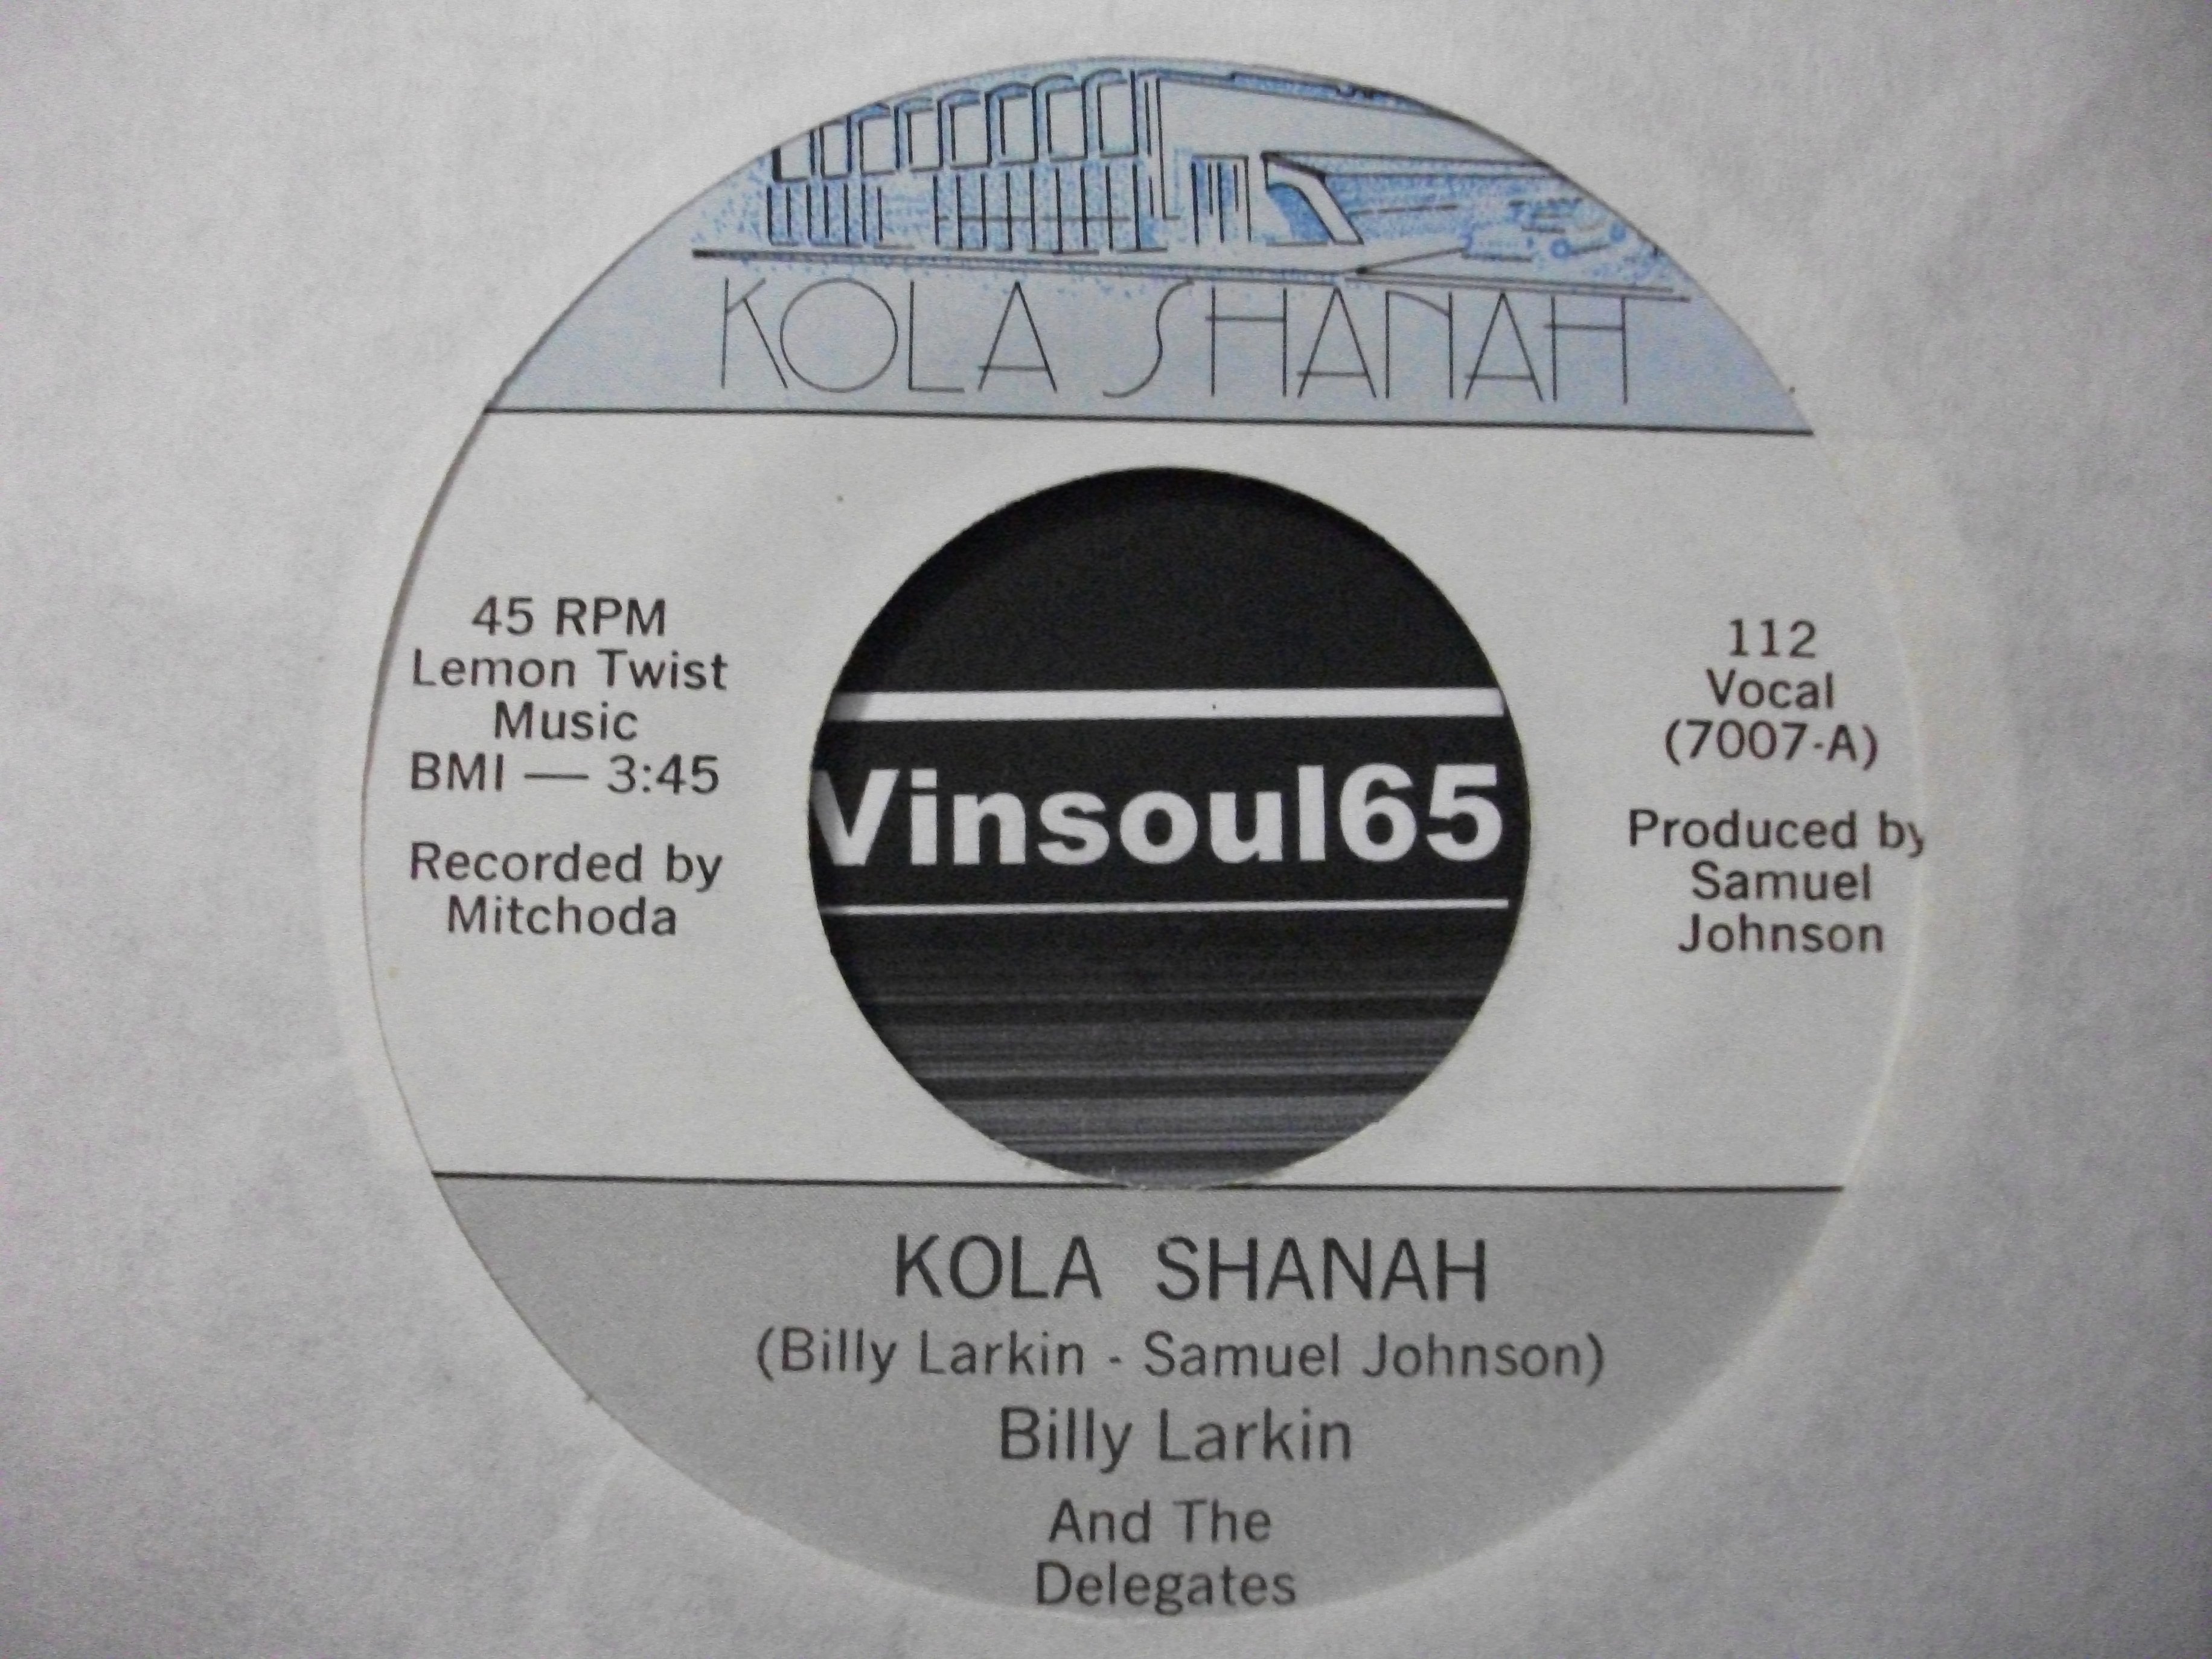 KOLA SHANAH
45 RPM
Lemon Twist
Music
BMI — 3:45
Recorded by
Mitchoda
Vinsoul65
112
Vocal
(7007-A)
Produced by
Samuel
Johnson
KOLA SHANAH
(Billy Larkin - Samuel Johnson)
Billy Larkin
And The
Delegates